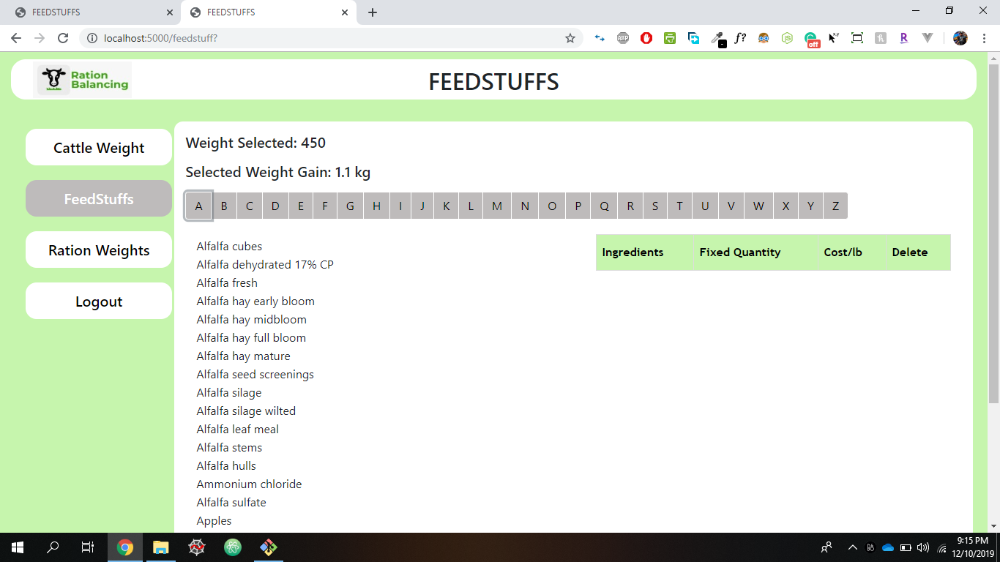 FEEDSTUFFS
FEEDSTUFFS
localhost:5000/feedstuff?
ABP
f?
off
x,y
R
Ration
Balancing
FEEDSTUFFS
Cattle Weight
FeedStuffs
Ration Weights
Logout
Weight Selected: 450
Selected Weight Gain: 1.1 kg
A B C D E F G H I J K L M N O P Q R S T U V W X Y Z
Ingredients Fixed Quantity Cost/lb Delete
Alfalfa cubes
Alfalfa dehydrated 17% CP
Alfalfa fresh
Alfalfa hay early bloom
Alfalfa hay midbloom
Alfalfa hay full bloom
Alfalfa hay mature
Alfalfa seed screenings
Alfalfa silage
Alfalfa silage wilted
Alfalfa leaf meal
Alfalfa stems
Alfalfa hulls
Ammonium chloride
Alfalfa sulfate
Apples
9:15 PM
12/10/2019